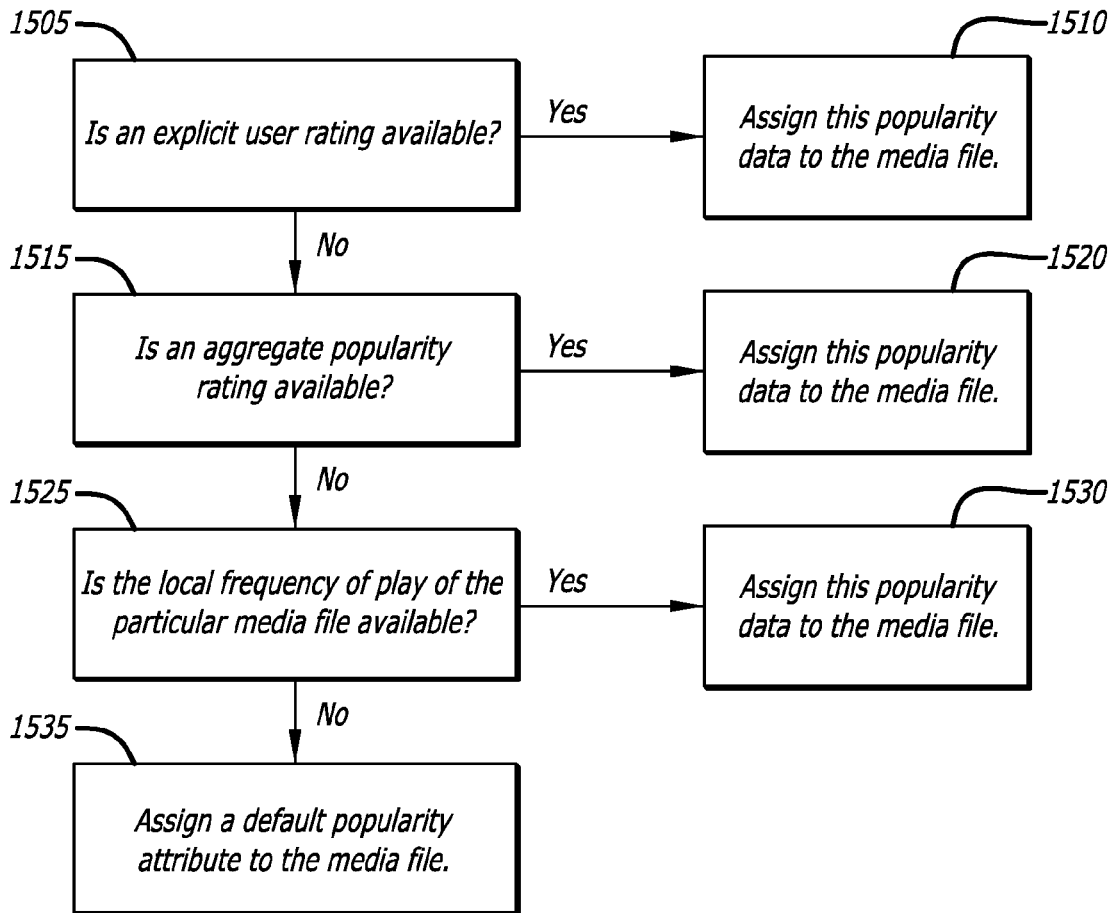 1505
1510
Is an explicit user rating available?
Yes
Assign this popularity
data to the media file.
No
1515
1520
Is an aggregate popularity
rating available?
Yes
Assign this popularity
data to the media file.
No
1525
1530
Is the local frequency of play of the
particular media file available?
Yes
Assign this popularity
data to the media file.
No
1535
Assign a default popularity
attribute to the media file.